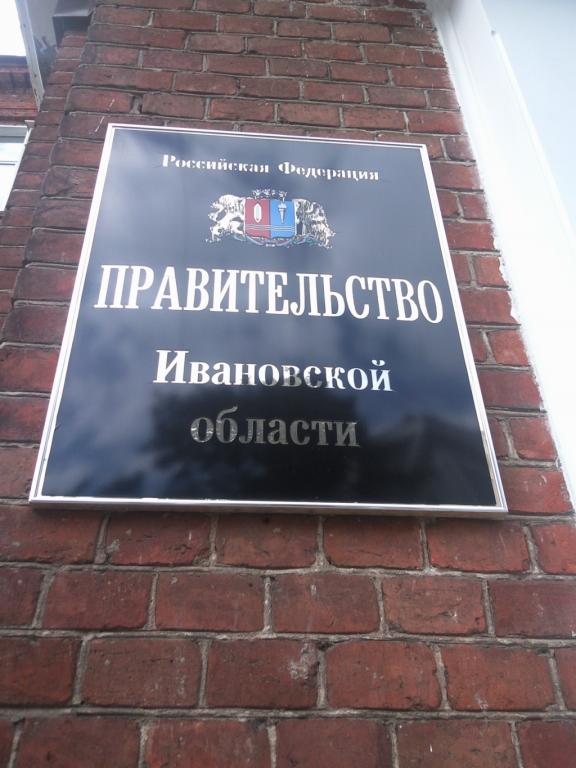 Российская Федерация
ПРАВИТЕЛЬСТВО
Ивановской
области